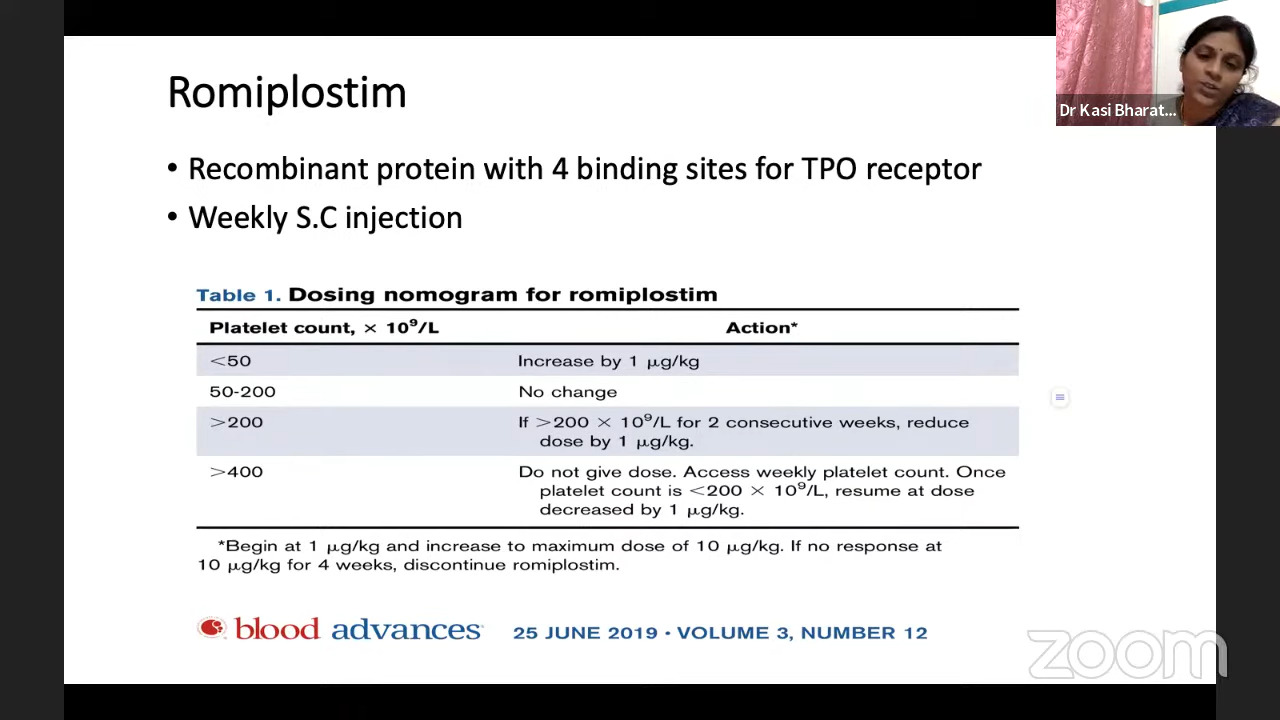 Romiplostim
Dr Kasi Bharat...
• Recombinant protein with 4 binding sites for TPO receptor
• Weekly S.C injection
Table 1. Dosing nomogram for romiplostim
Platelet count, × 10⁹/L Action*
<50 Increase by 1 μg/kg
50-200 No change
>200 If >200 × 10⁹/L for 2 consecutive weeks, reduce
dose by 1 μg/kg.
>400 Do not give dose. Access weekly platelet count. Once
platelet count is <200 × 10⁹/L, resume at dose
decreased by 1 μg/kg.
*Begin at 1 μg/kg and increase to maximum dose of 10 μg/kg. If no response at
10 μg/kg for 4 weeks, discontinue romiplostim.
blood advances 25 JUNE 2019 • VOLUME 3, NUMBER 12
zoom